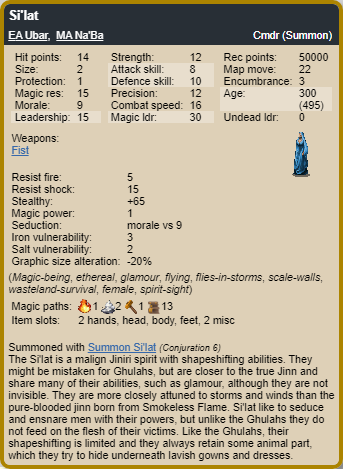 Si'lat
EA Ubar, MA Na'Ba Cmdr (Summon)
Hit points: 14 Strength: 12 Rec points: 50000
Size: 2 Attack skill: 8 Map move: 22
Protection: 1 Defence skill: 10 Encumbrance: 3
Magic res: 15 Precision: 12 Age: 300
Morale: 9 Combat speed: 16 (495)
Leadership: 15 Magic ldr: 30 Undead ldr: 0
Weapons:
Fist
Resist fire: 5
Resist shock: 15
Stealthy: +65
Magic power: 1
Seduction: morale vs 9
Iron vulnerability: 3
Salt vulnerability: 2
Graphic size alteration: -20%
(Magic-being, ethereal, glamour, flying, flies-in-storms, scale-walls,
wasteland-survival, female, spirit-sight)
Magic paths: 1 2 1 13
Item slots: 2 hands, head, body, feet, 2 misc
Summoned with Summon Si'lat (Conjuration 6)
The Si'lat is a malign Jiniri spirit with shapeshifting abilities. They
might be mistaken for Ghulahs, but are closer to the true Jinn and
share many of their abilities, such as glamour, although they are not
invisible. They are more closely attuned to storms and winds than the
pure-blooded jinn born from Smokeless Flame. Si'lat like to seduce
and ensnare men with their powers, but unlike the Ghulahs they do
not feed on the flesh of their victims. Like the Ghulahs, their
shapeshifting is limited and they always retain some animal part,
which they try to hide underneath lavish gowns and dresses.